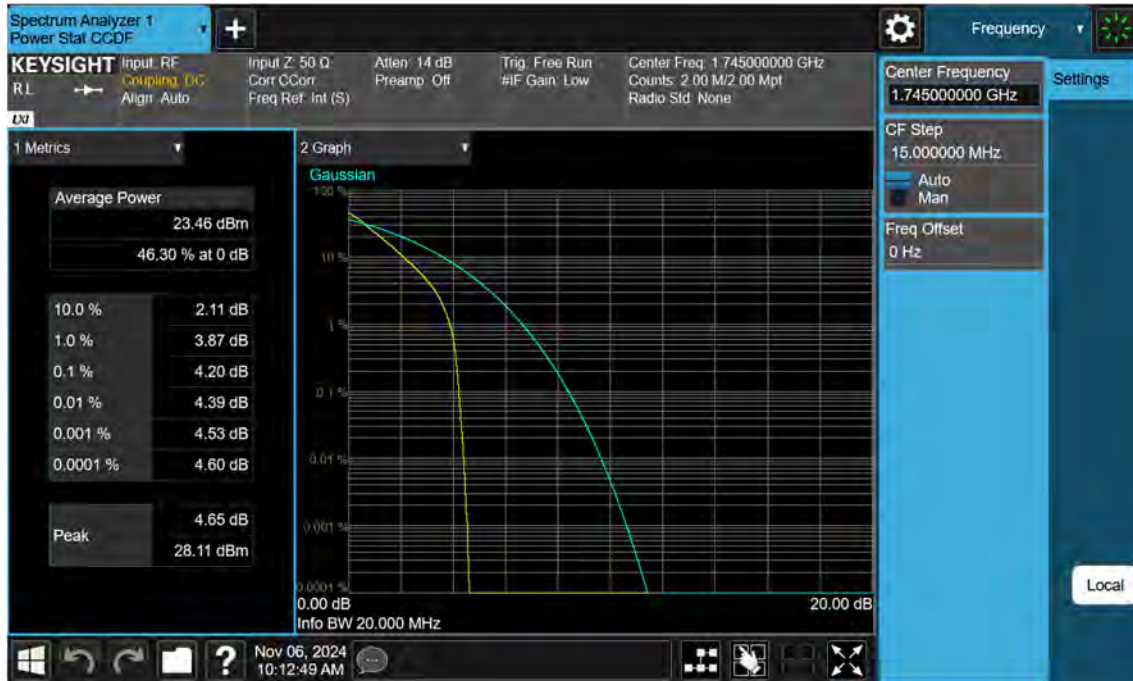 Spectrum Analyzer 1
Power Stat CCDF
Frequency
KEYSIGHT
RL
LXI
Input: RF
Coupling: DC
Align: Auto
Input Z: 50 Ω
Corr CCorr
Freq Ref: Int (S)
Atten: 14 dB
Preamp: Off
Trig: Free Run
#IF Gain: Low
Center Freq: 1.745000000 GHz
Counts: 2.00 M/2.00 Mpt
Radio Std: None
1 Metrics
Average Power
23.46 dBm
46.30 % at 0 dB
10.0 % 2.11 dB
1.0 % 3.87 dB
0.1 % 4.20 dB
0.01 % 4.39 dB
0.001 % 4.53 dB
0.0001 % 4.60 dB
Peak
4.65 dB
28.11 dBm
2 Graph
Gaussian
100 %
10 %
1 %
0.1 %
0.01 %
0.001 %
0.0001 %
0.00 dB 20.00 dB
Info BW 20.000 MHz
Center Frequency
1.745000000 GHz
CF Step
15.000000 MHz
Auto
Man
Freq Offset
0 Hz
Settings
Local
?
Nov 06, 2024
10:12:49 AM